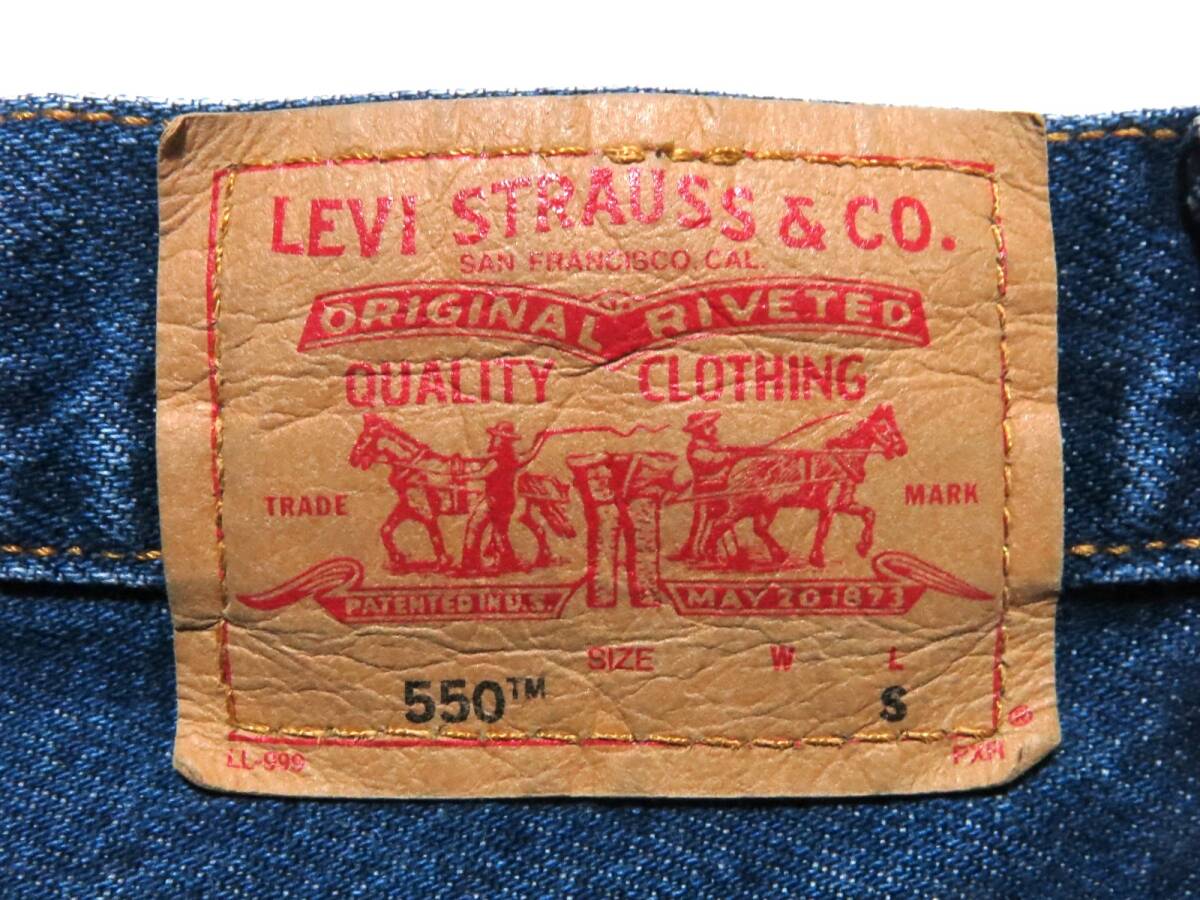 LEVI STRAUSS & CO.
SAN FRANCISCO, CAL.
ORIGINAL RIVETED
QUALITY CLOTHING
TRADE MARK
PATENTED IN U.S. MAY 20 1873
SIZE W L
550™ S
LL-999 ®